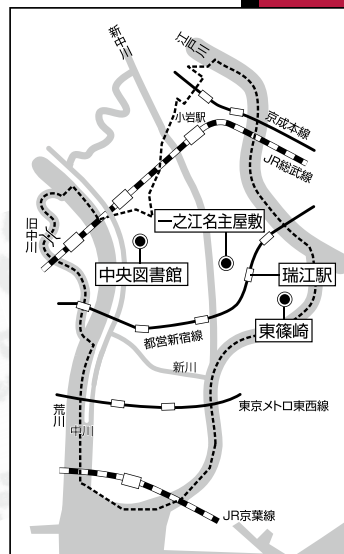 新中川
江戸川
京成本線
小岩駅
JR総武線
旧中川
一之江名主屋敷
中央図書館
瑞江駅
東篠崎
都営新宿線
新川
荒川
中川
東京メトロ東西線
JR京葉線